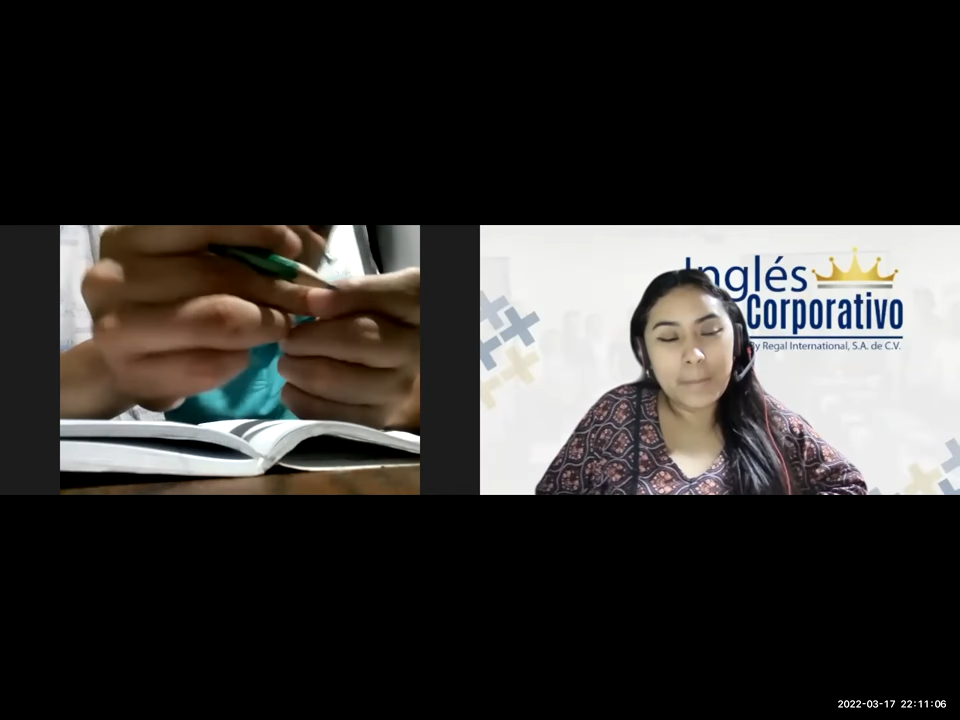 Inglés
Corporativo
y Regal International, S.A. de C.V.
2022-03-17 22:11:06